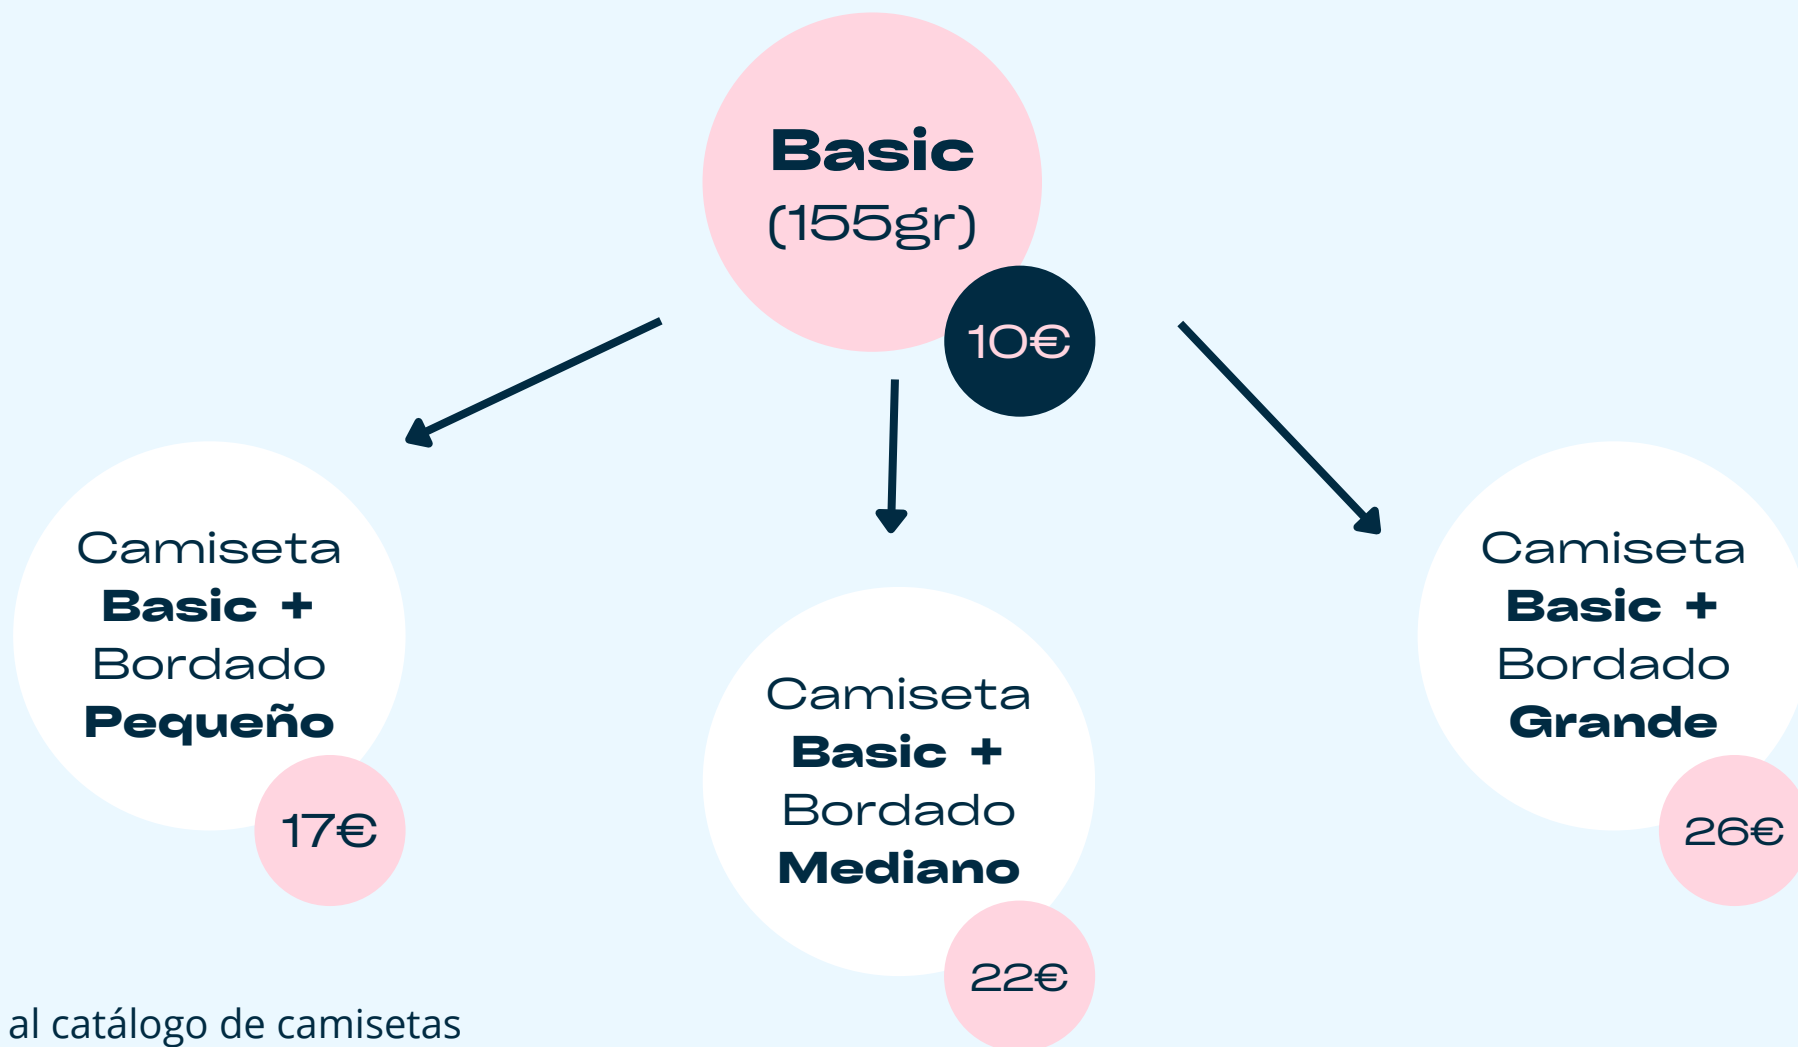 Basic
(155gr)
10€
Camiseta
Basic +
Bordado
Pequeño
17€
Camiseta
Basic +
Bordado
Mediano
22€
Camiseta
Basic +
Bordado
Grande
26€
al catálogo de camisetas